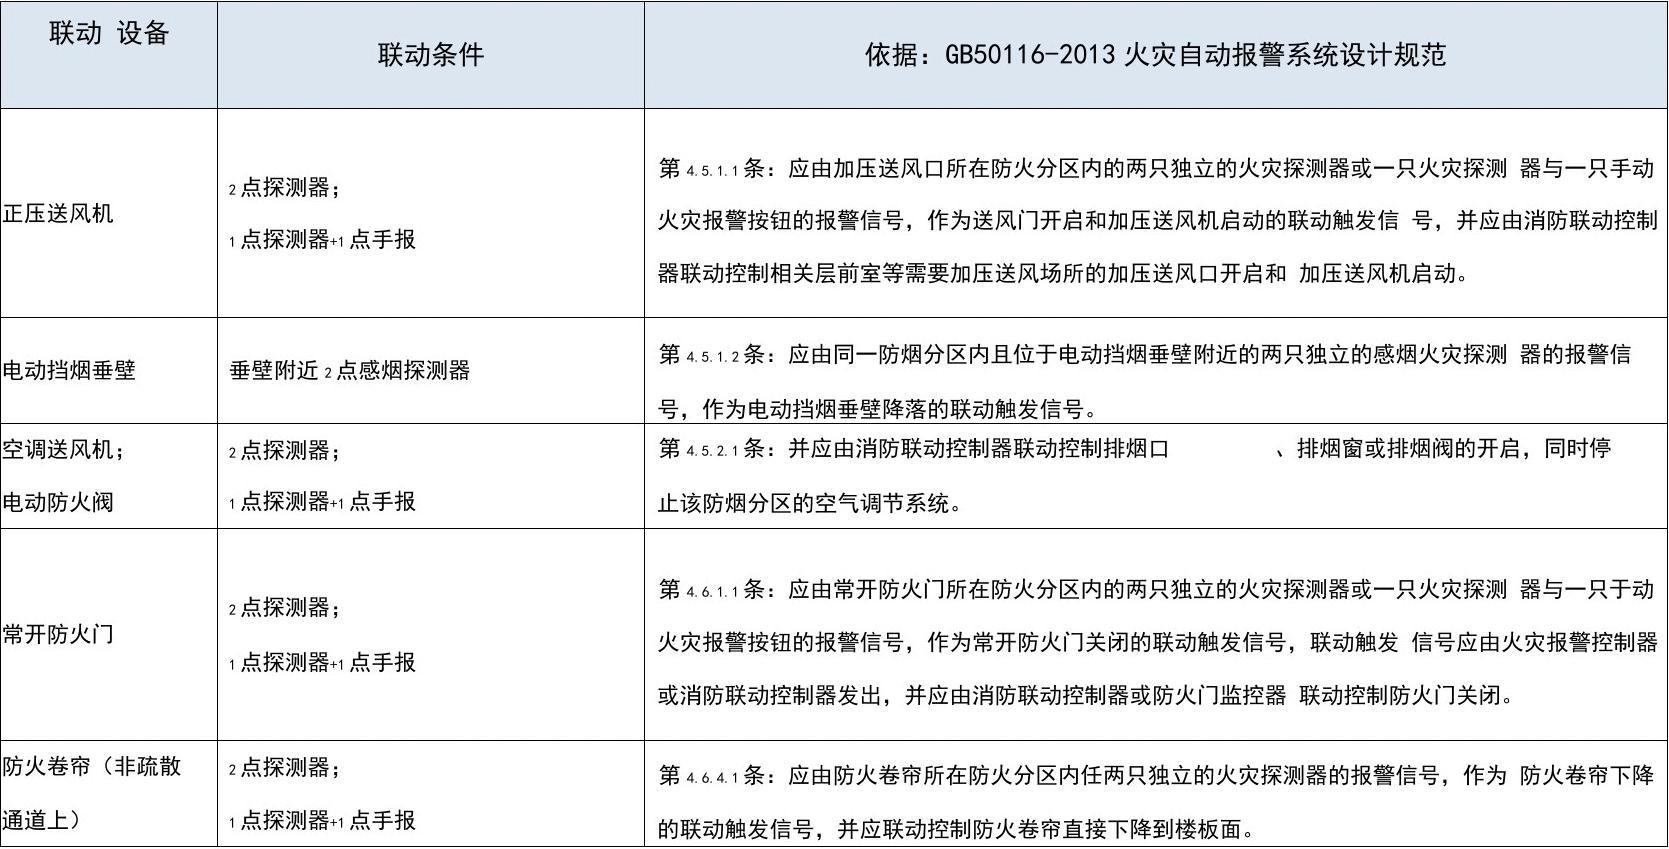 联动 设备
联动条件
依据：GB50116-2013 火灾自动报警系统设计规范
正压送风机
2点探测器；
1点探测器+1点手报
第4.5.1.1条：应由加压送风口所在防火分区内的两只独立的火灾探测器或一只火灾探测 器与一只手动
火灾报警按钮的报警信号，作为送风门开启和加压送风机启动的联动触发信 号，并应由消防联动控制
器联动控制相关层前室等需要加压送风场所的加压送风口开启和 加压送风机启动。
电动挡烟垂壁
垂壁附近2点感烟探测器
第4.5.1.2条：应由同一防烟分区内且位于电动挡烟垂壁附近的两只独立的感烟火灾探测 器的报警信
号，作为电动挡烟垂壁降落的联动触发信号。
空调送风机；
电动防火阀
2点探测器；
1点探测器+1点手报
第4.5.2.1条：并应由消防联动控制器联动控制排烟口 、排烟窗或排烟阀的开启，同时停
止该防烟分区的空气调节系统。
常开防火门
2点探测器；
1点探测器+1点手报
第4.6.1.1条：应由常开防火门所在防火分区内的两只独立的火灾探测器或一只火灾探测 器与一只于动
火灾报警按钮的报警信号，作为常开防火门关闭的联动触发信号，联动触发 信号应由火灾报警控制器
或消防联动控制器发出，并应由消防联动控制器或防火门监控器 联动控制防火门关闭。
防火卷帘（非疏散
通道上）
2点探测器；
1点探测器+1点手报
第4.6.4.1条：应由防火卷帘所在防火分区内任两只独立的火灾探测器的报警信号，作为 防火卷帘下降
的联动触发信号，并应联动控制防火卷帘直接下降到楼板面。